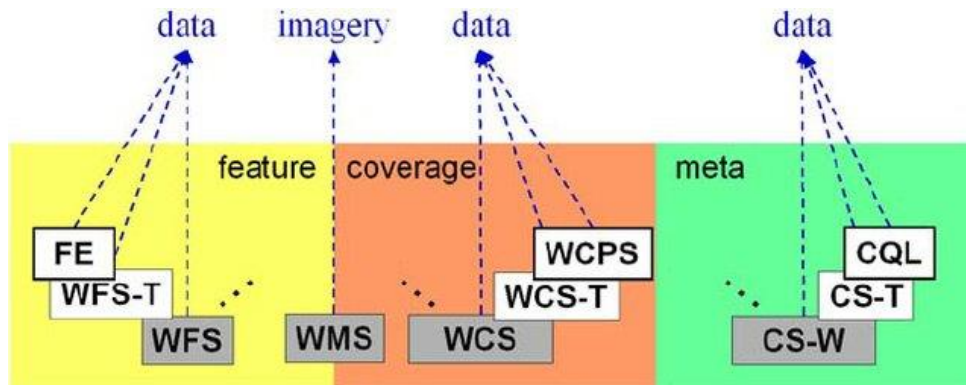 data imagery data data
feature coverage meta
FE WCPS CQL
WFS-T WCS-T CS-T
WFS WMS WCS CS-W